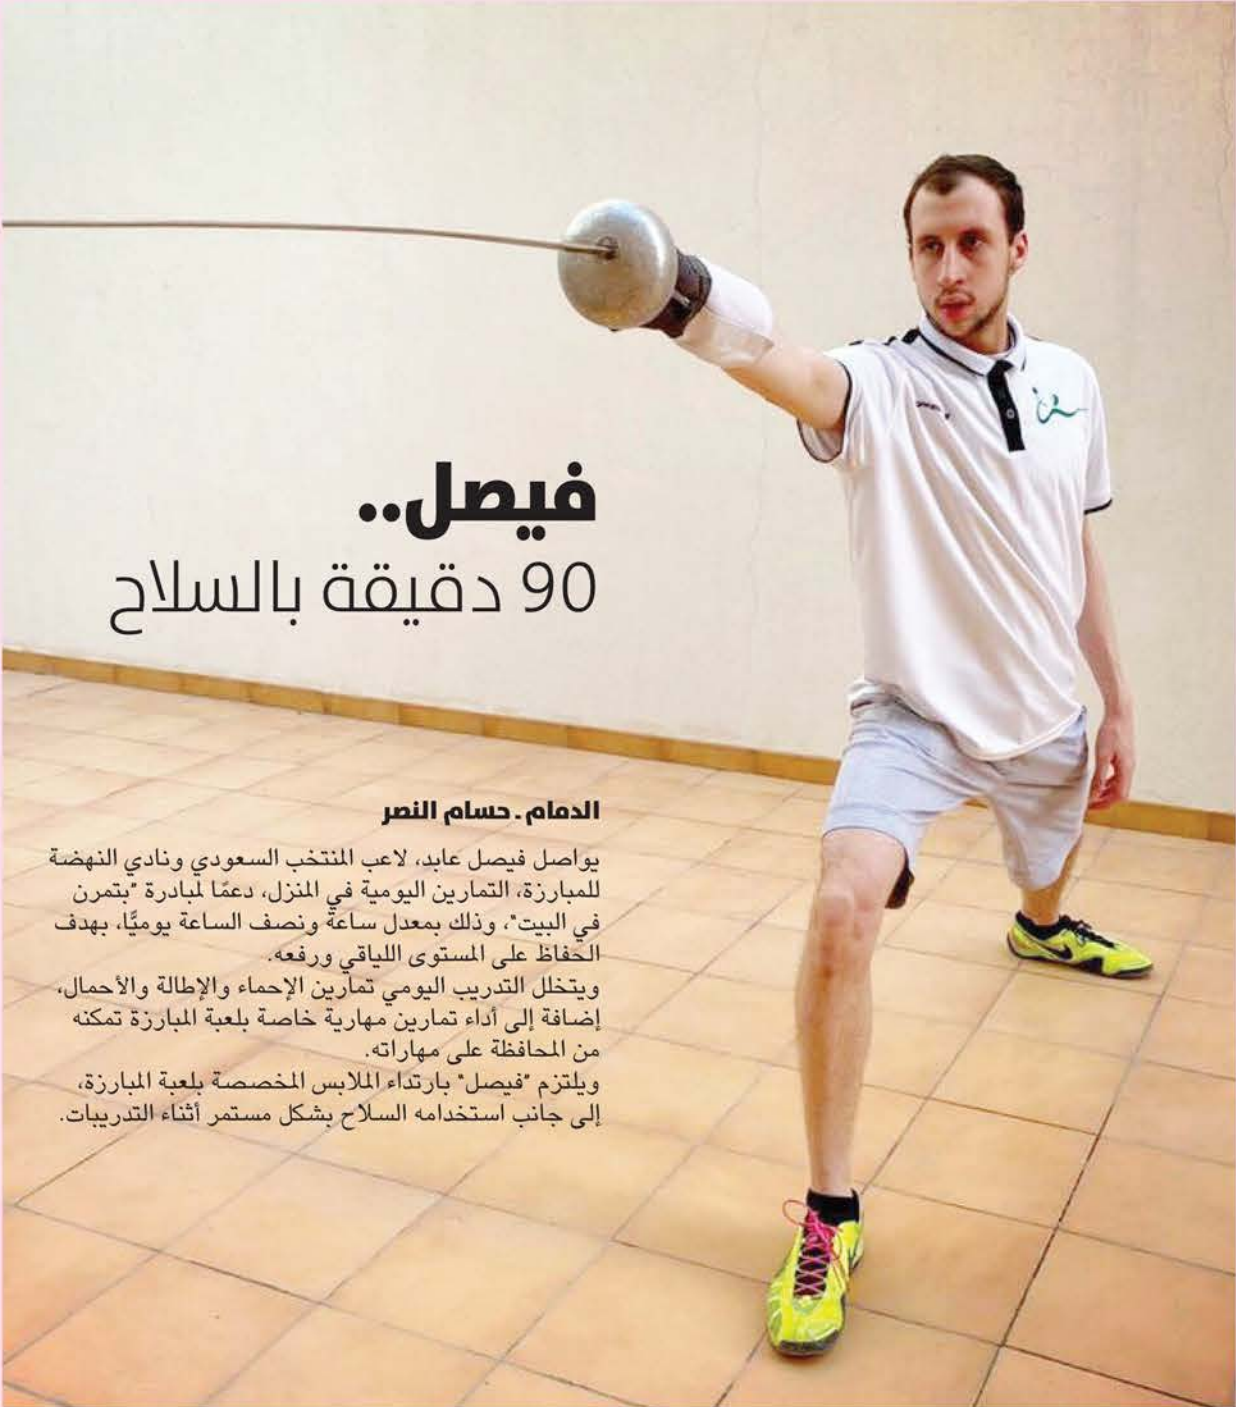 فيصل..
90 دقيقة بالسلاح
الدمام ـ حسام النصر
يواصل فيصل عابد، لاعب المنتخب السعودي ونادي النهضة
للمبارزة، التمارين اليومية في المنزل، دعمًا لمبادرة "بتمرن
في البيت"، وذلك بمعدل ساعة ونصف الساعة يوميًّا، بهدف
الحفاظ على المستوى اللياقي ورفعه.
ويتخلل التدريب اليومي تمارين الإحماء والإطالة والأحمال،
إضافة إلى أداء تمارين مهارية خاصة بلعبة المبارزة تمكنه
من المحافظة على مهاراته.
ويلتزم "فيصل" بارتداء الملابس المخصصة بلعبة المبارزة،
إلى جانب استخدامه السلاح بشكل مستمر أثناء التدريبات.